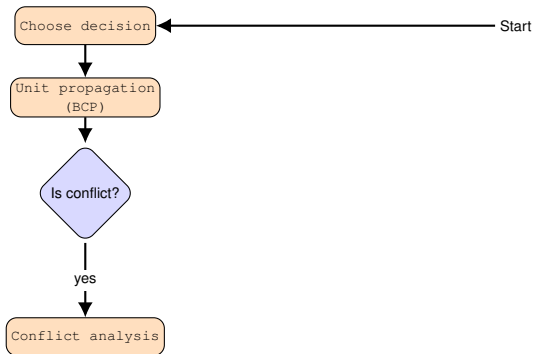 Choose decision
Start
Unit propagation
(BCP)
Is conflict?
yes
Conflict analysis